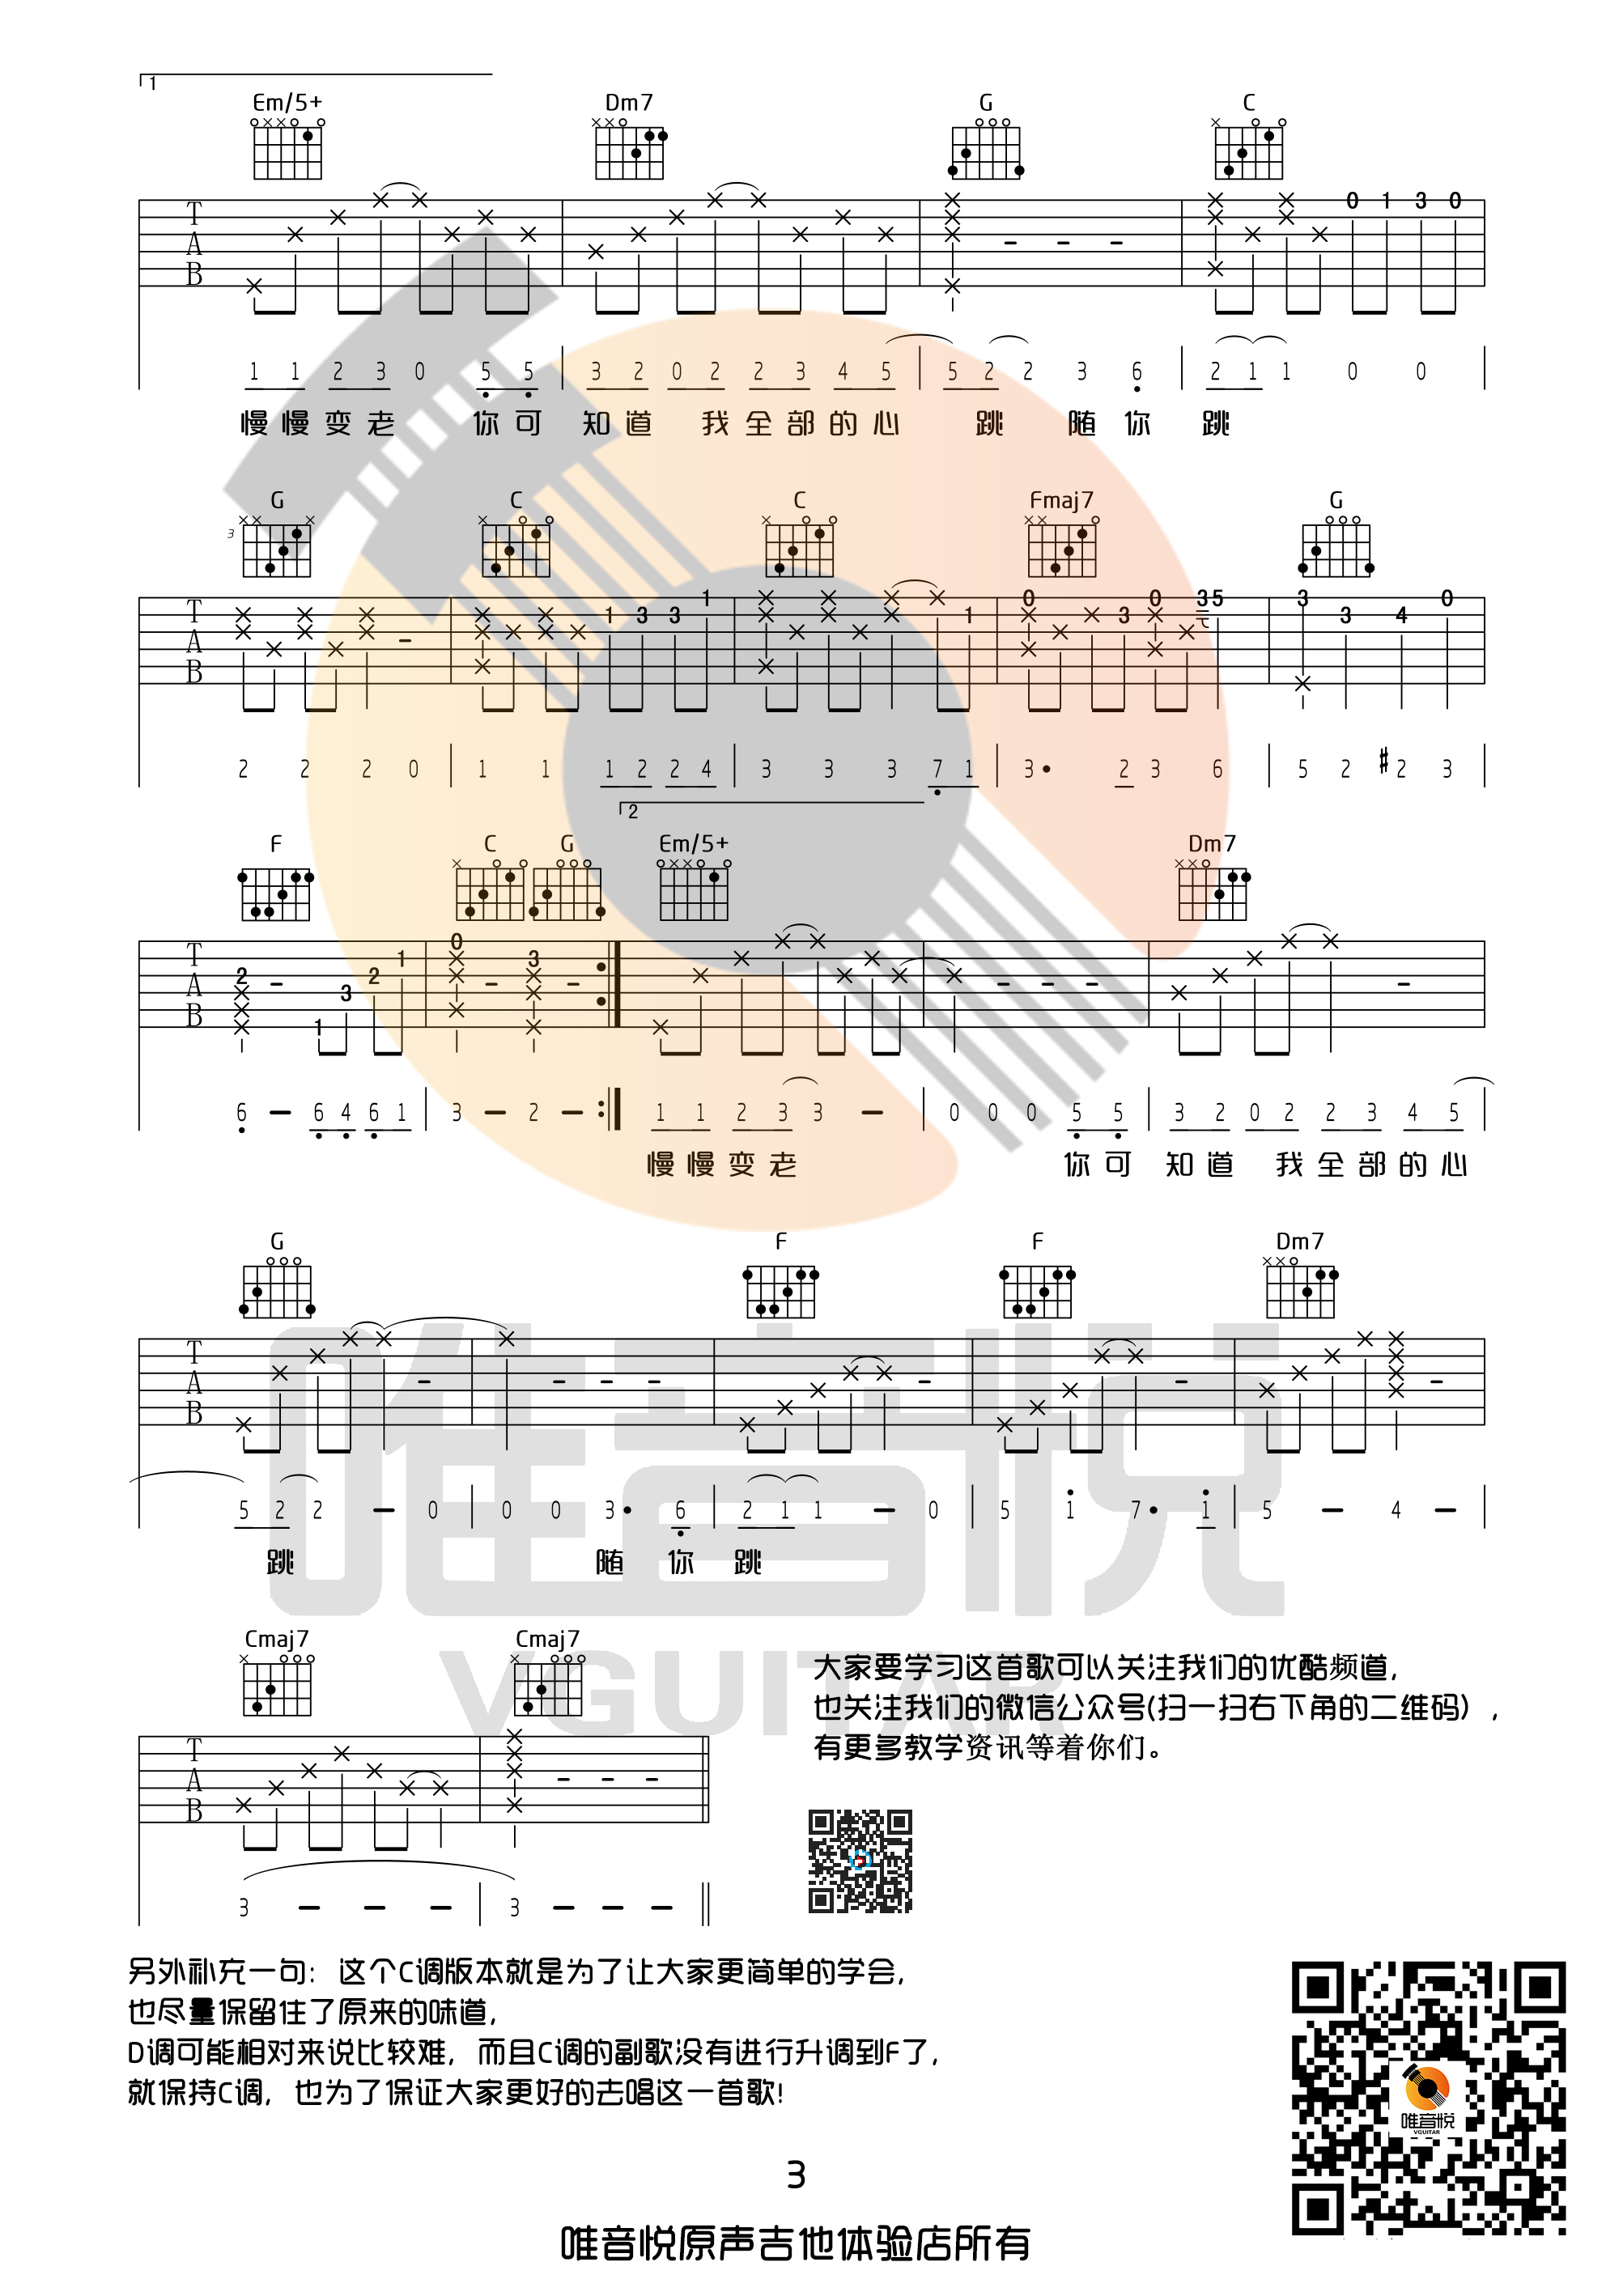 1
Em/5+ Dm7 G C
T A B 0 1 3 0
1 1 2 3 0 5 5 3 2 0 2 2 3 4 5 5 2 2 3 6 2 1 1 0 0
慢慢变老 你可 知道 我全部的心 跳 随你 跳
G C C Fmaj7 G
3
T A B 1 3 3 1 1 0 3 0 3 5 3 3 4 0
2 2 2 0 1 1 1 2 2 4 3 3 3 7 1 3· 2 3 6 5 2 #2 3
2
F C G Em/5+ Dm7
T A B 2 1 3 2 1 0 3
6 – 6 4 6 1 3 – 2 – 1 1 2 3 3 – 0 0 0 5 5 3 2 0 2 2 3 4 5
慢慢变老 你可 知道 我全部的心
G F F Dm7
T A B
5 2 2 – 0 0 0 3· 6 2 1 1 – 0 5 1 7· 1 5 – 4 –
跳 随 你 跳
唯音悦
VGUITAR
Cmaj7 Cmaj7
T A B
3 – – – 3 – – –
大家要学习这首歌可以关注我们的优酷频道,
也关注我们的微信公众号(扫一扫右下角的二维码),
有更多教学资讯等着你们。
另外补充一句: 这个C调版本就是为了让大家更简单的学会,
也尽量保留住了原来的味道,
D调可能相对来说比较难, 而且C调的副歌没有进行升调到F了,
就保持C调, 也为了保证大家更好的去唱这一首歌!
唯音悦
VGUITAR
3
唯音悦原声吉他体验店所有